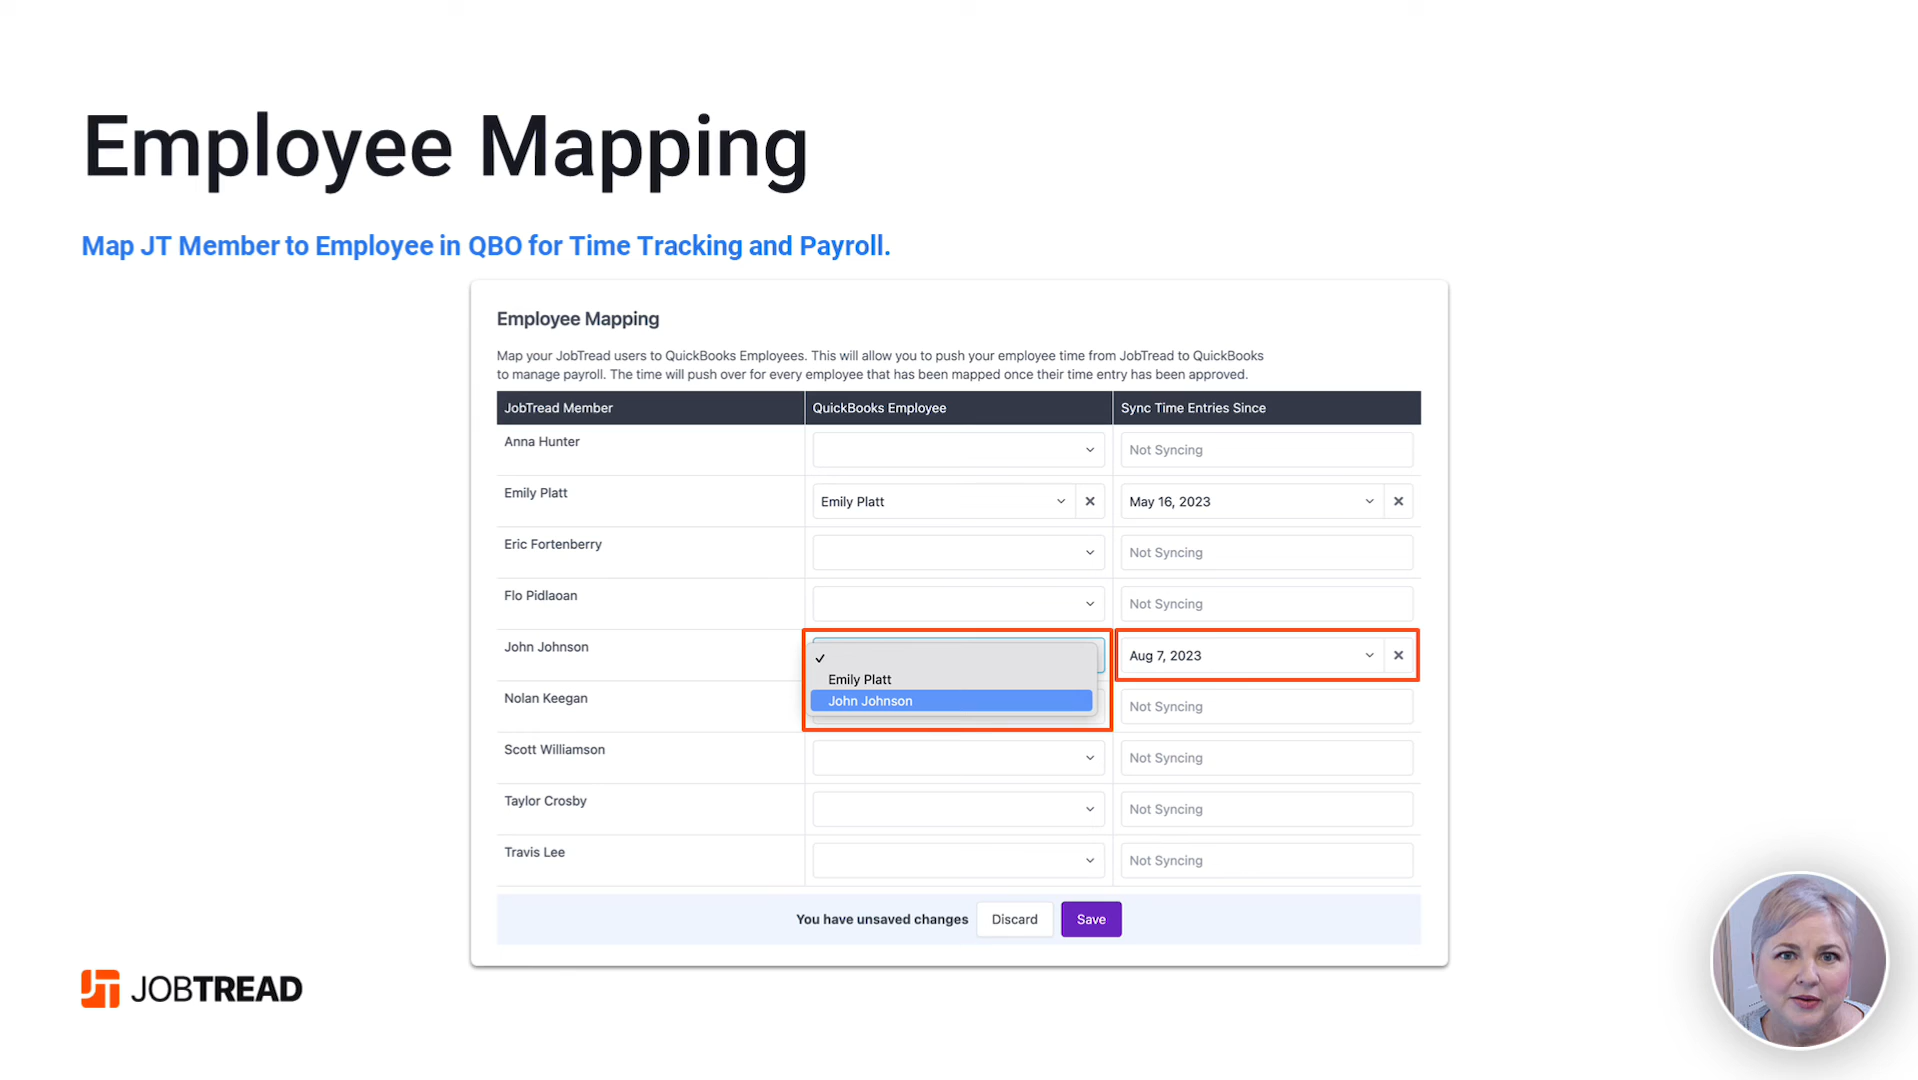 Employee Mapping
Map JT Member to Employee in QBO for Time Tracking and Payroll.
Employee Mapping
Map your JobTread users to QuickBooks Employees. This will allow you to push your employee time from JobTread to QuickBooks
to manage payroll. The time will push over for every employee that has been mapped once their time entry has been approved.
JobTread Member QuickBooks Employee Sync Time Entries Since
Anna Hunter Not Syncing
Emily Platt Emily Platt May 16, 2023
Eric Fortenberry Not Syncing
Flo Pidlaoan Not Syncing
John Johnson Aug 7, 2023
Emily Platt
John Johnson
Nolan Keegan Not Syncing
Scott Williamson Not Syncing
Taylor Crosby Not Syncing
Travis Lee Not Syncing
You have unsaved changes Discard Save
JT JOBTREAD